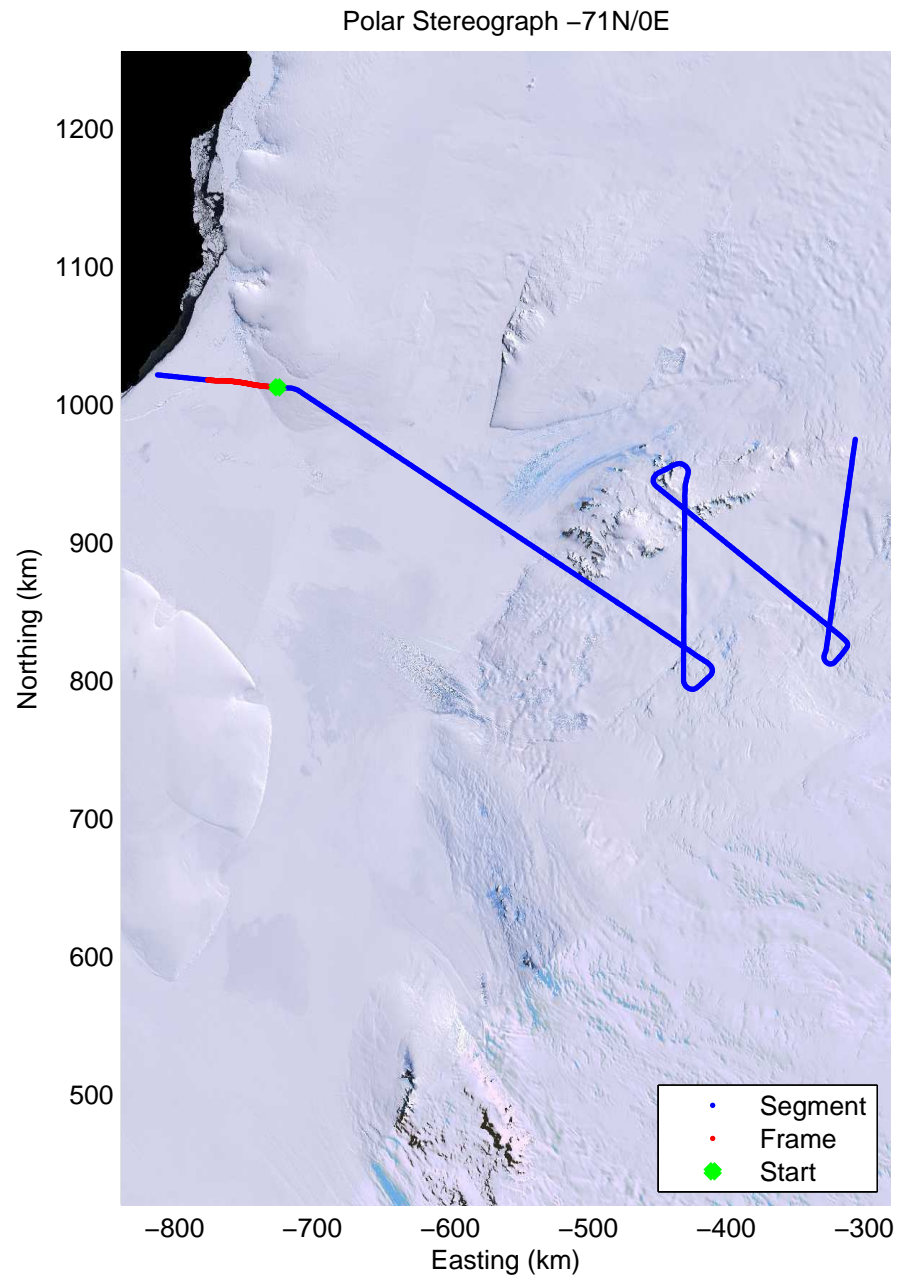 Polar Stereograph −71N/0E
1200
1100
1000
900
800
700
600
500
Northing (km)
Segment
Frame
Start
−800 −700 −600 −500 −400 −300
Easting (km)